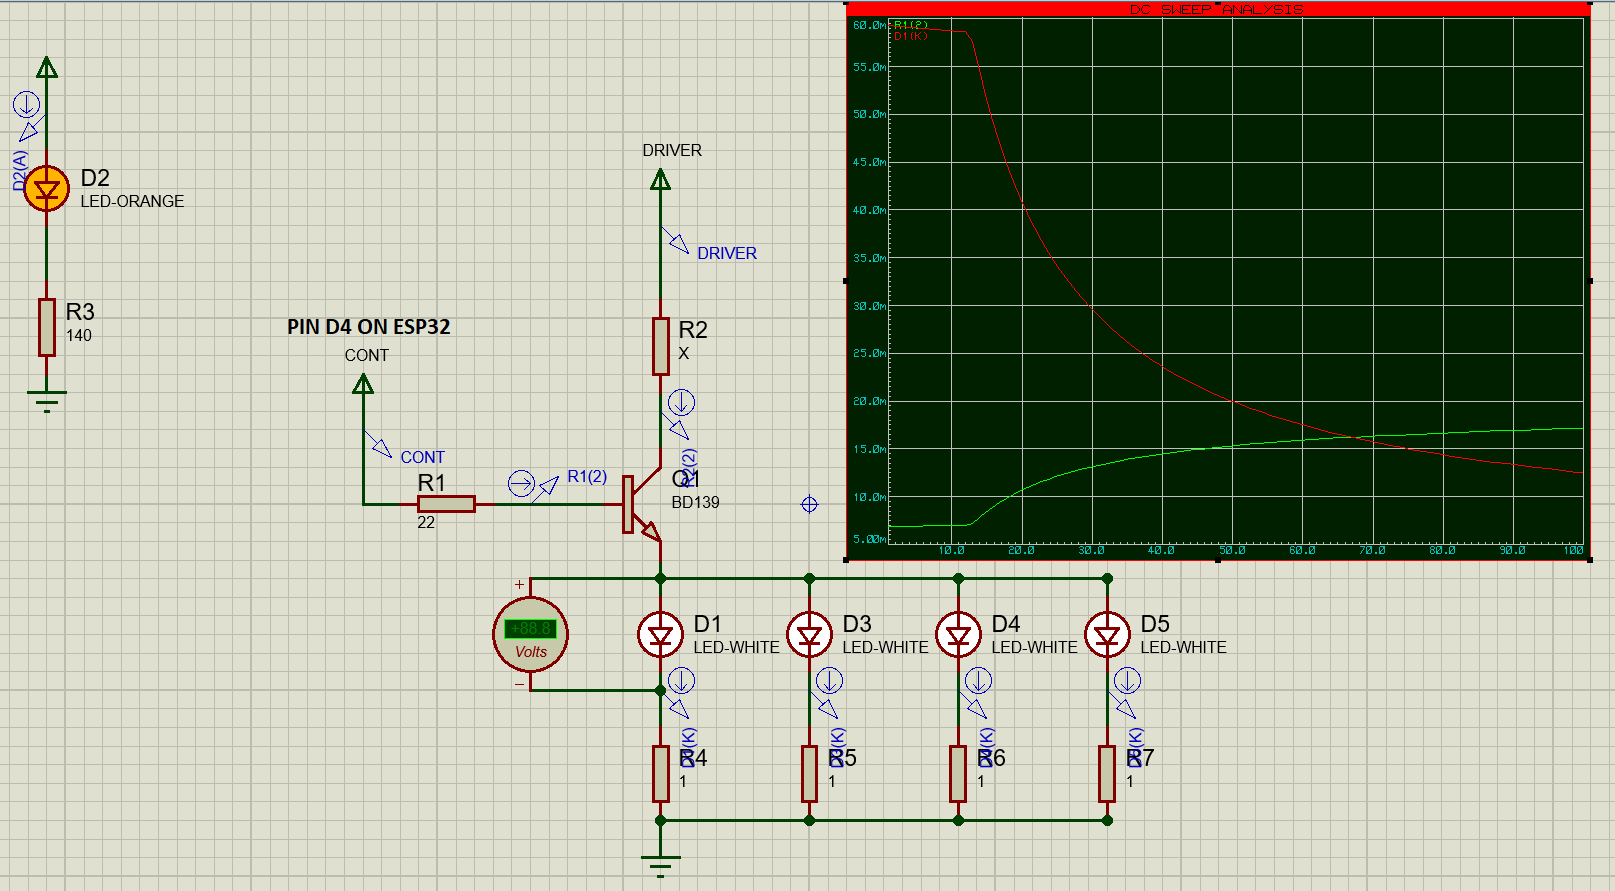 DC SWEEP ANALYSIS
60.0m
R1(2)
D1(K)
55.0m
50.0m
45.0m
40.0m
35.0m
30.0m
25.0m
20.0m
15.0m
10.0m
5.00m
10.0
20.0
30.0
40.0
50.0
60.0
70.0
80.0
90.0
100
D2(A)
D2
LED-ORANGE
R3
140
PIN D4 ON ESP32
CONT
CONT
R1
22
R1(2)
DRIVER
DRIVER
R2
X
R2(2)
Q1
BD139
+
+88.8
Volts
−
D1
LED-WHITE
D3
LED-WHITE
D4
LED-WHITE
D5
LED-WHITE
D1(K)
R4
1
D3(K)
R5
1
D4(K)
R6
1
D5(K)
R7
1